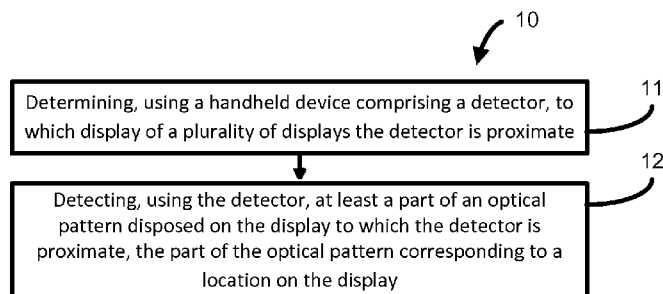 10
11
Determining, using a handheld device comprising a detector, to
which display of a plurality of displays the detector is proximate
12
Detecting, using the detector, at least a part of an optical
pattern disposed on the display to which the detector is
proximate, the part of the optical pattern corresponding to a
location on the display